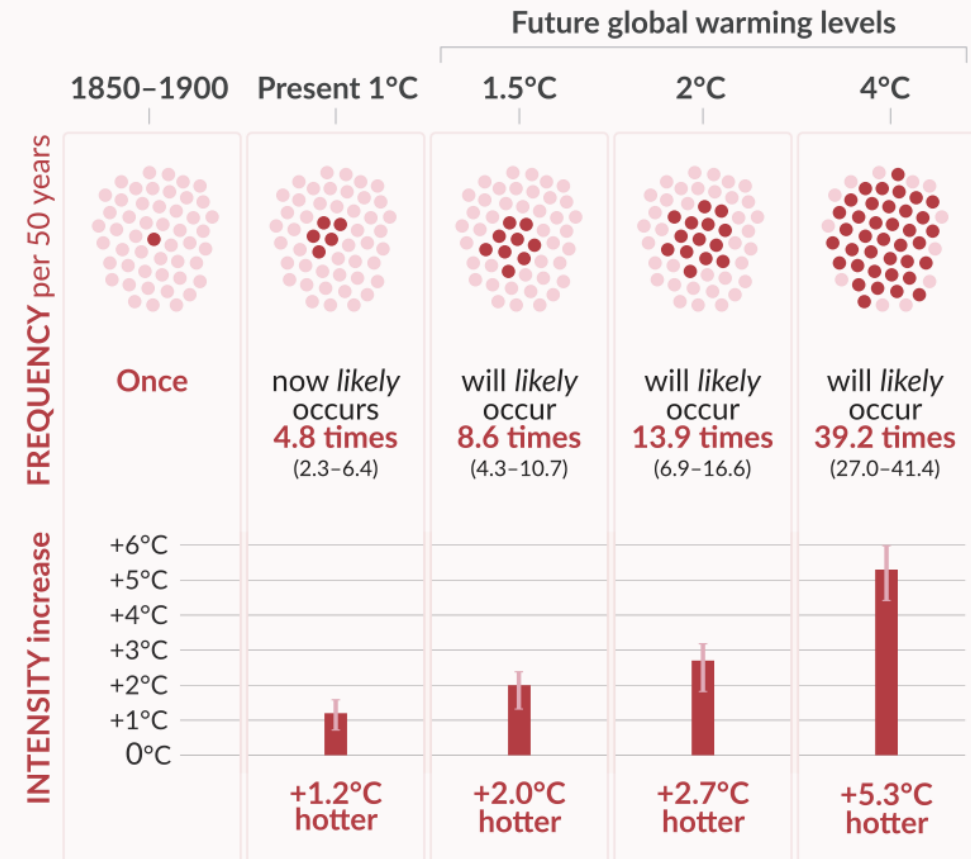 Future global warming levels
1850–1900
Present 1°C
1.5°C
2°C
4°C
FREQUENCY per 50 years
Once
now likely
occurs
4.8 times
(2.3–6.4)
will likely
occur
8.6 times
(4.3–10.7)
will likely
occur
13.9 times
(6.9–16.6)
will likely
occur
39.2 times
(27.0–41.4)
INTENSITY increase
+6°C
+5°C
+4°C
+3°C
+2°C
+1°C
0°C
+1.2°C
hotter
+2.0°C
hotter
+2.7°C
hotter
+5.3°C
hotter